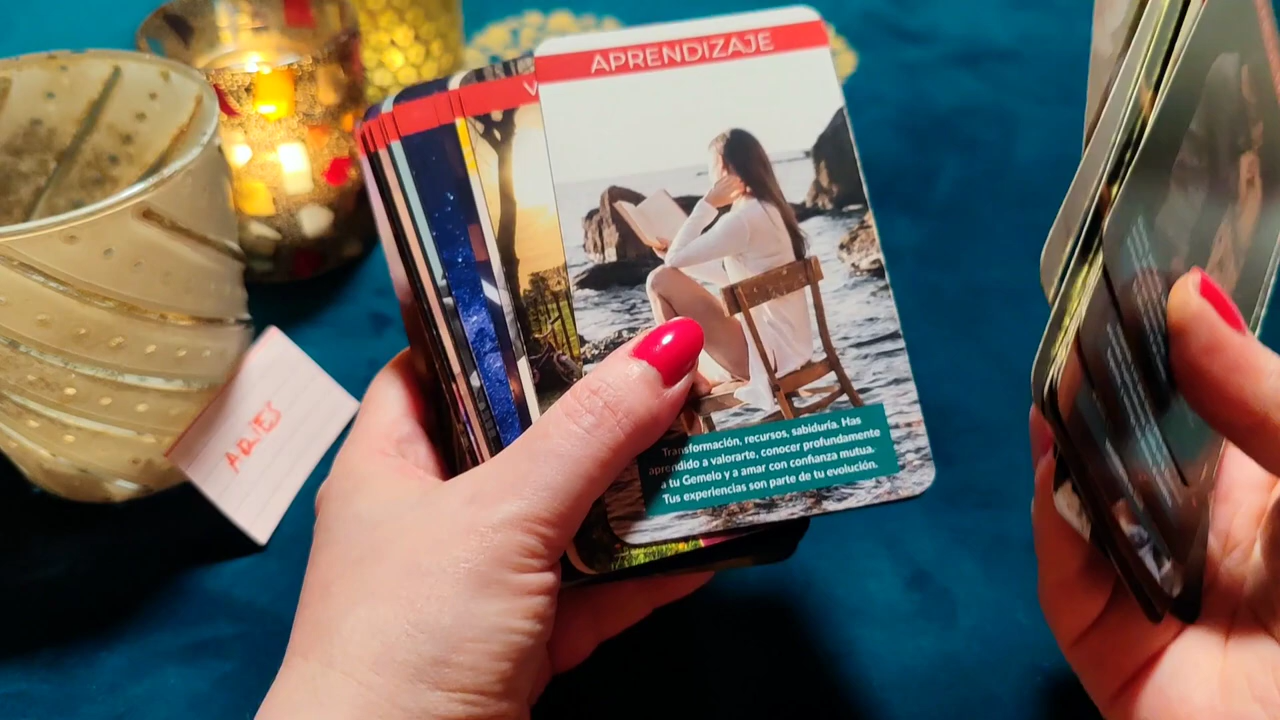 APRENDIZAJE
V
Transformación, recursos, sabiduría. Has
aprendido a valorarte, conocer profundamente
a tu Gemelo y a amar con confianza mutua.
Tus experiencias son parte de tu evolución.
ARIES